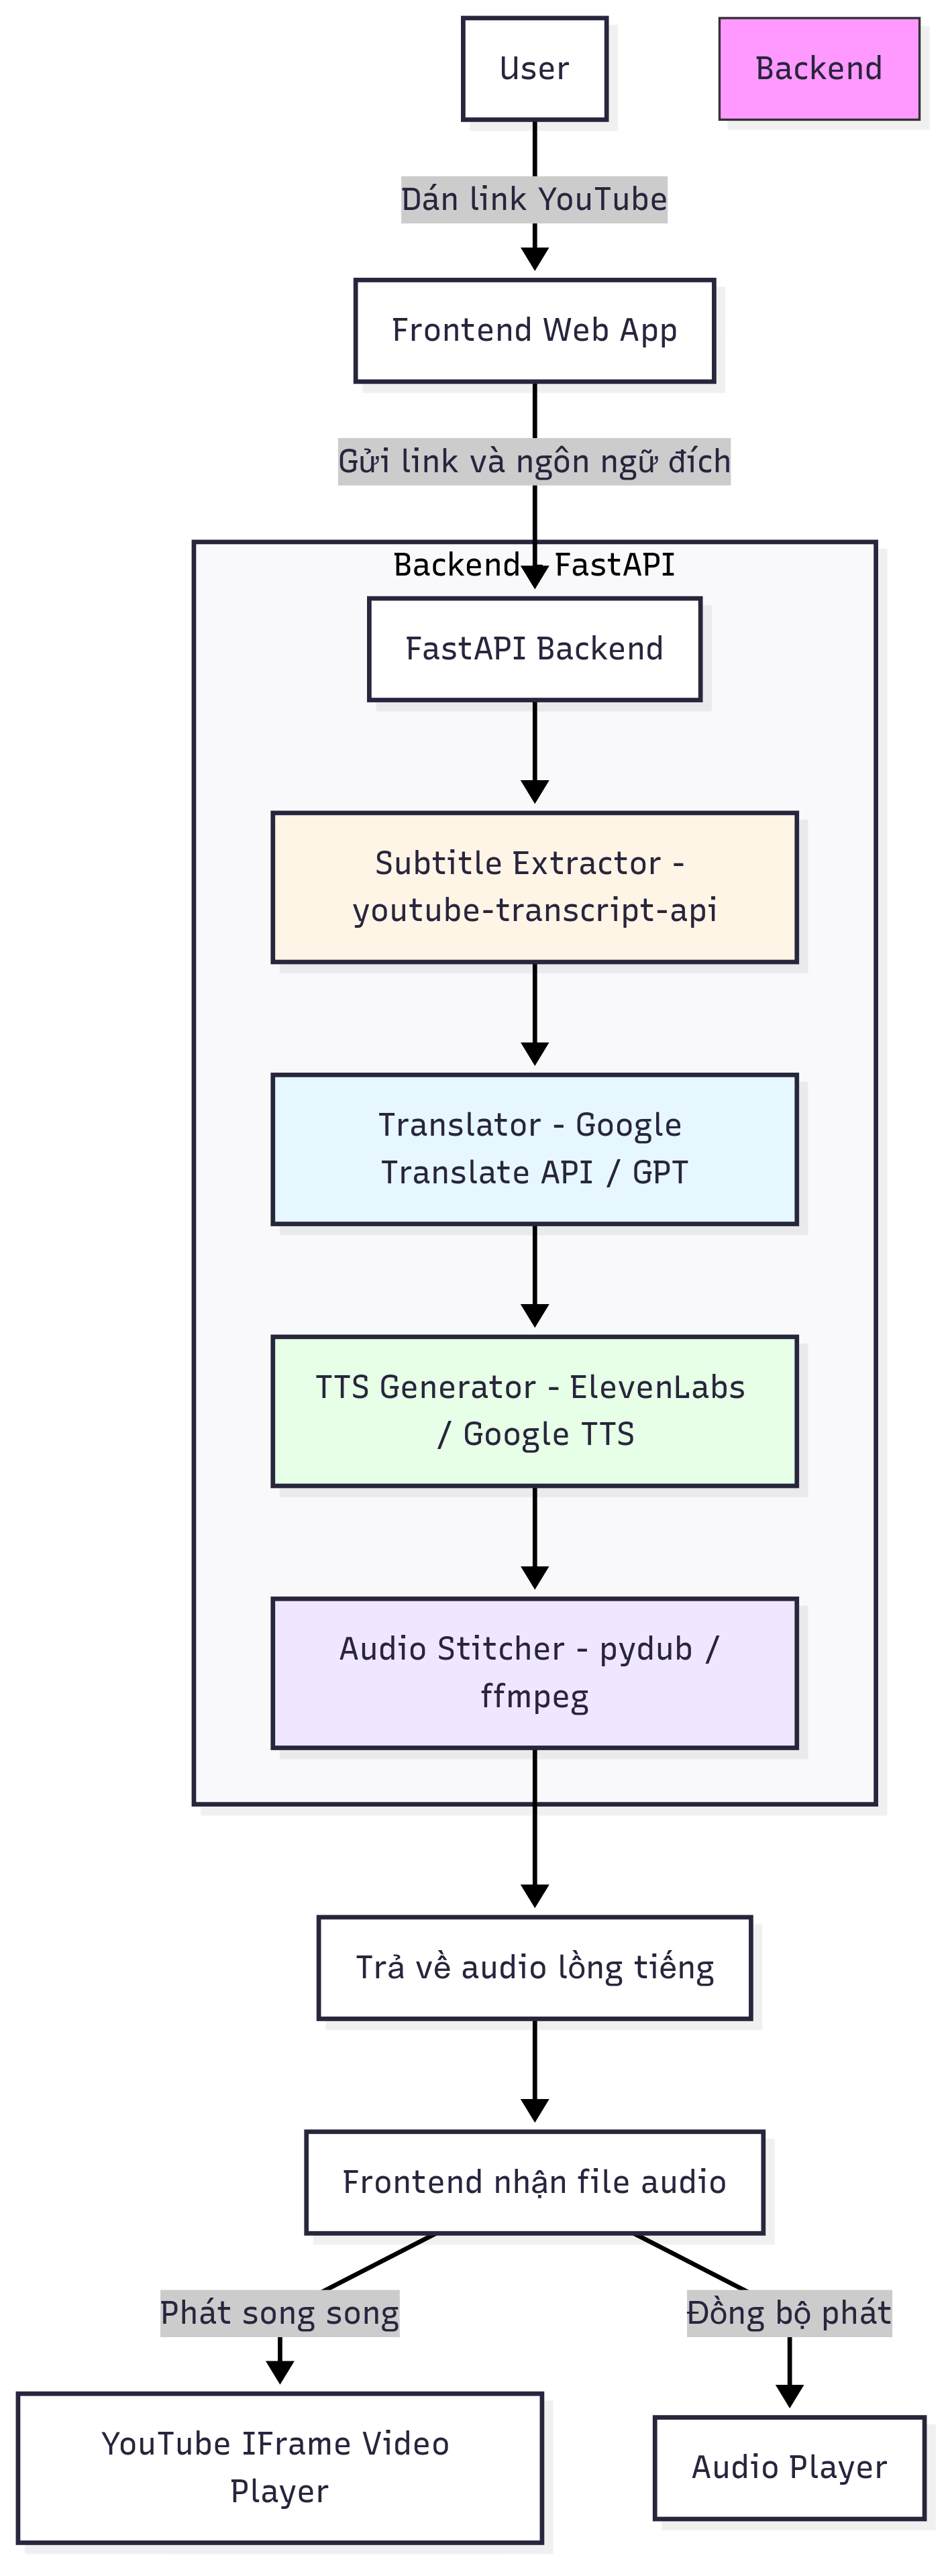 User
Backend
Dán link YouTube
Frontend Web App
Gửi link và ngôn ngữ đích
Backend - FastAPI
FastAPI Backend
Subtitle Extractor -
youtube-transcript-api
Translator - Google
Translate API / GPT
TTS Generator - ElevenLabs
/ Google TTS
Audio Stitcher - pydub /
ffmpeg
Trả về audio lồng tiếng
Frontend nhận file audio
Phát song song
Đồng bộ phát
YouTube IFrame Video
Player
Audio Player